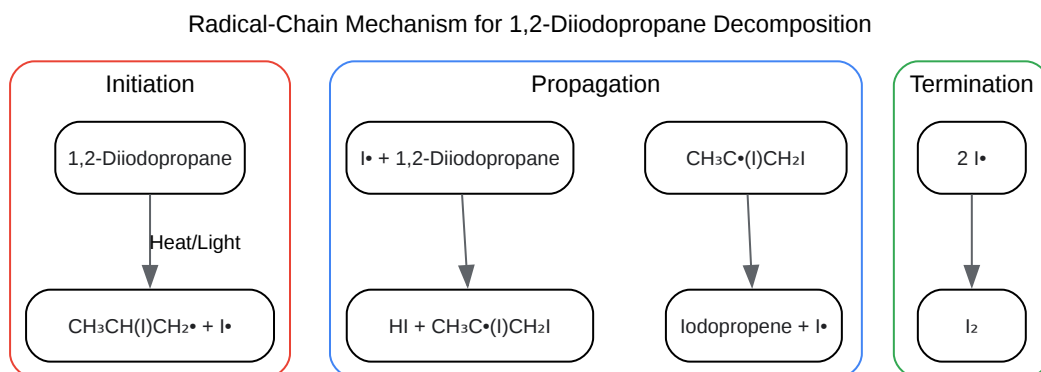 Radical-Chain Mechanism for 1,2-Diiodopropane Decomposition
Initiation
1,2-Diiodopropane
Heat/Light
CH₃CH(I)CH₂• + I•
Propagation
I• + 1,2-Diiodopropane
HI + CH₃C•(I)CH₂I
CH₃C•(I)CH₂I
Iodopropene + I•
Termination
2 I•
I₂